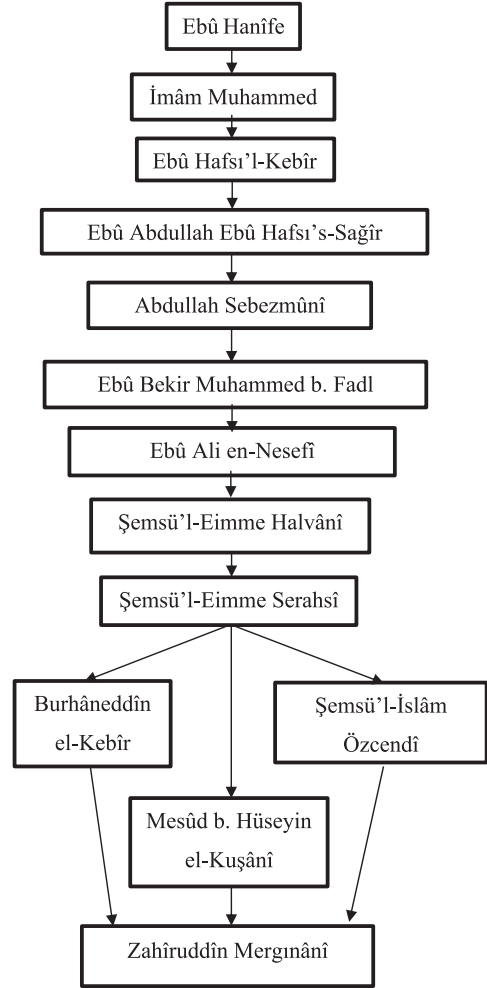 Ebû Hanîfe
İmâm Muhammed
Ebû Hafsı’l-Kebîr
Ebû Abdullah Ebû Hafsı’s-Sağîr
Abdullah Sebezmûnî
Ebû Bekir Muhammed b. Fadl
Ebû Ali en-Nesefî
Şemsü’l-Eimme Halvânî
Şemsü’l-Eimme Serahsî
Burhâneddîn
el-Kebîr
Şemsü’l-İslâm
Özcendî
Mesûd b. Hüseyin
el-Kuşânî
Zahîruddîn Mergınânî